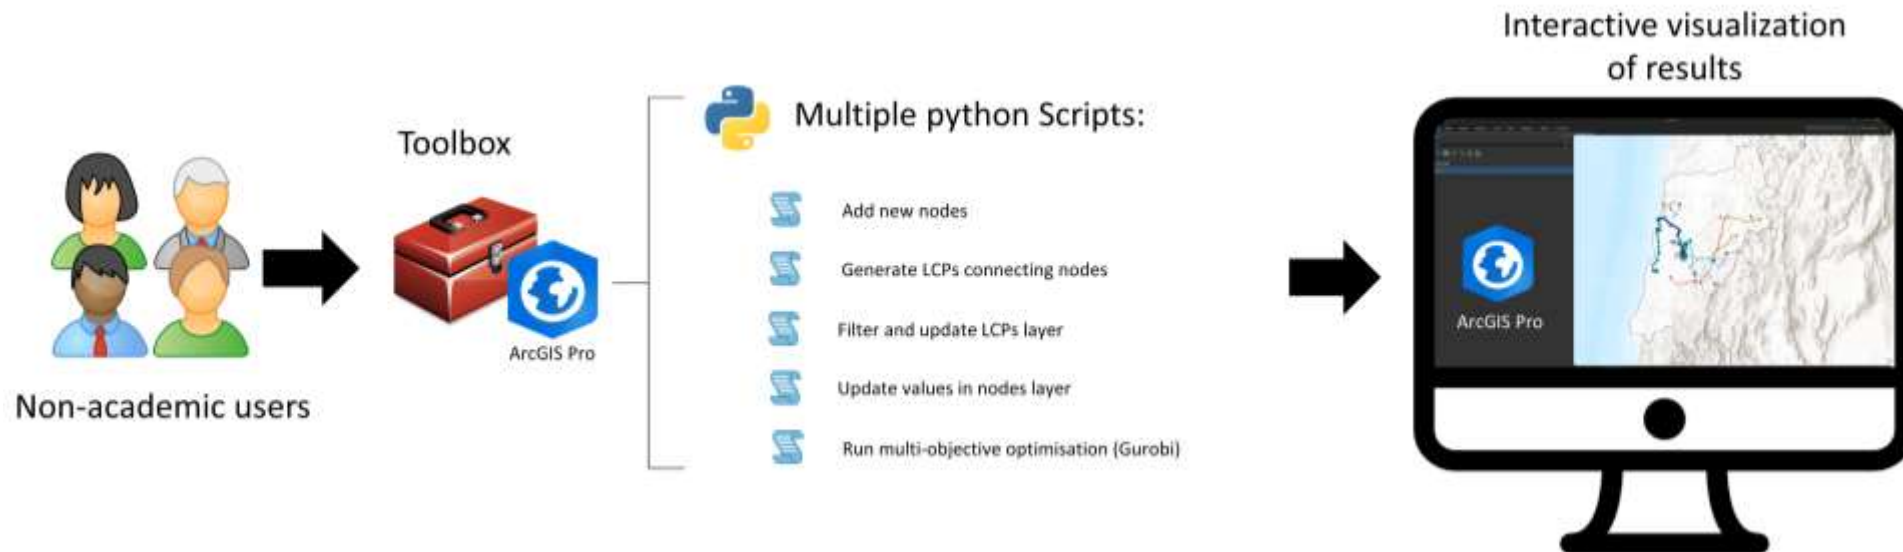 Non-academic users
Toolbox
ArcGIS Pro
Multiple python Scripts:
Add new nodes
Generate LCPs connecting nodes
Filter and update LCPs layer
Update values in nodes layer
Run multi-objective optimisation (Gurobi)
Interactive visualization
of results
ArcGIS Pro